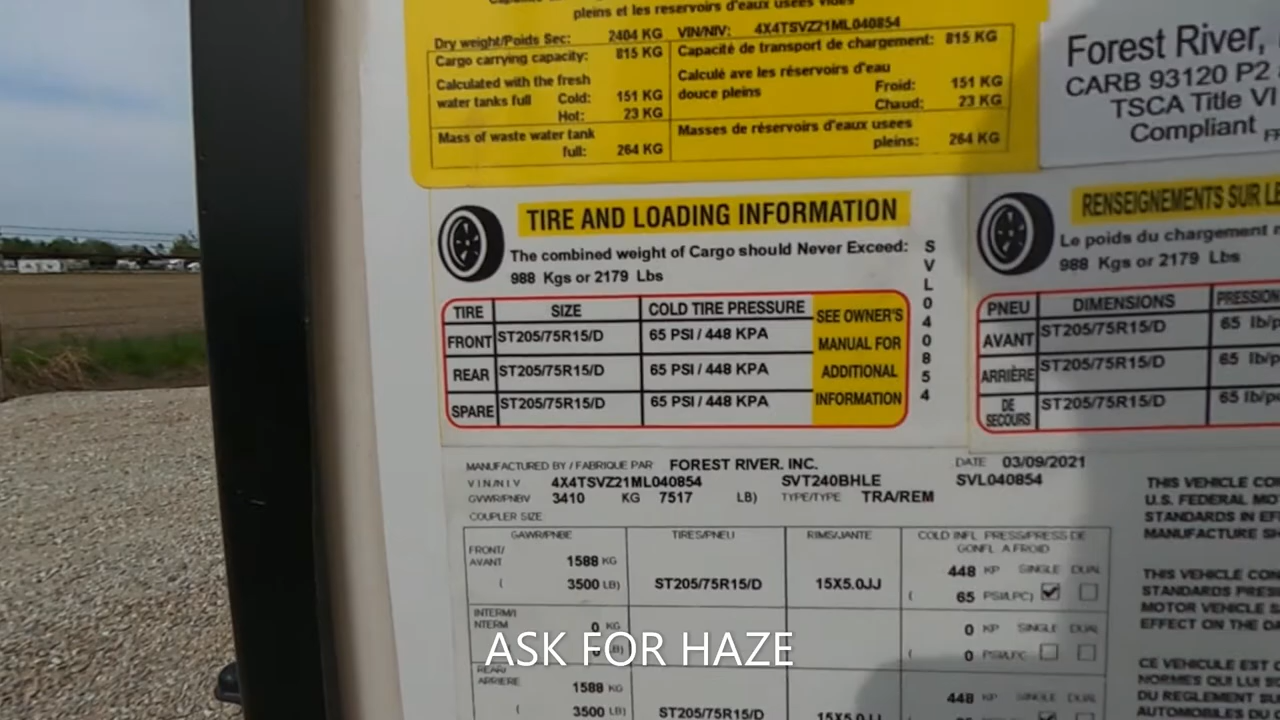 pleins et les reservoirs d'eaux usées vides
Dry weight/Poids Sec: 2404 KG VIN/NIV: 4X4TSVZ21ML040854
Cargo carrying capacity: 815 KG
Capacité de transport de chargement: 815 KG
Calculated with the fresh
water tanks full Cold: 151 KG
Hot: 23 KG
Calculé ave les réservoirs d'eau
douce pleins Froid: 151 KG
Chaud: 23 KG
Mass of waste water tank
full: 264 KG
Masses de réservoirs d'eaux usees
pleins: 264 KG
Forest River,
CARB 93120 P2
TSCA Title VI
Compliant
TIRE AND LOADING INFORMATION
The combined weight of Cargo should Never Exceed:
988 Kgs or 2179 Lbs
SVL040854
TIRE SIZE COLD TIRE PRESSURE
FRONT ST205/75R15/D 65 PSI / 448 KPA
REAR ST205/75R15/D 65 PSI / 448 KPA
SPARE ST205/75R15/D 65 PSI / 448 KPA
SEE OWNER'S
MANUAL FOR
ADDITIONAL
INFORMATION
RENSEIGNEMENTS SUR
Le poids du chargement
988 Kgs or 2179 Lbs
PNEU DIMENSIONS PRESSION
AVANT ST205/75R15/D 65 lb/p
ARRIÈRE ST205/75R15/D 65 lb/p
DE
SECOURS ST205/75R15/D 65 lb/p
MANUFACTURED BY / FABRIQUE PAR FOREST RIVER. INC. DATE 03/09/2021
V I N / N I V 4X4TSVZ21ML040854 SVT240BHLE SVL040854
GVWR/PNBV 3410 KG 7517 LB) TYPE/TYPE TRA/REM
COUPLER SIZE
GAWR/PNBE TIRES/PNEU RIMS/JANTE COLD INFL PRESS/PRESS DE
GONFL A FROID
FRONT/
AVANT 1588 KG 448 KP SINGLE DUAL
( 3500 LB) ST205/75R15/D 15X5.0JJ ( 65 PSI/LPC)
INTERM/I
NTERM 0 KG 0 KP SINGLE DUAL
( 0 PSI/LPC
REAR/
ARRIERE 1588 KG 448 KP SINGLE DUAL
( 3500 LB) ST205/75R15/D 15X5.0JJ
THIS VEHICLE
U.S. FEDERAL
STANDARDS IN
MANUFACTURE
THIS VEHICLE
STANDARDS
MOTOR VEHICLE
EFFECT ON THE
CE VEHICULE EST
NORMES QUI LUI
DU REGLEMENT
AUTOMOBILES DU
ASK FOR HAZE